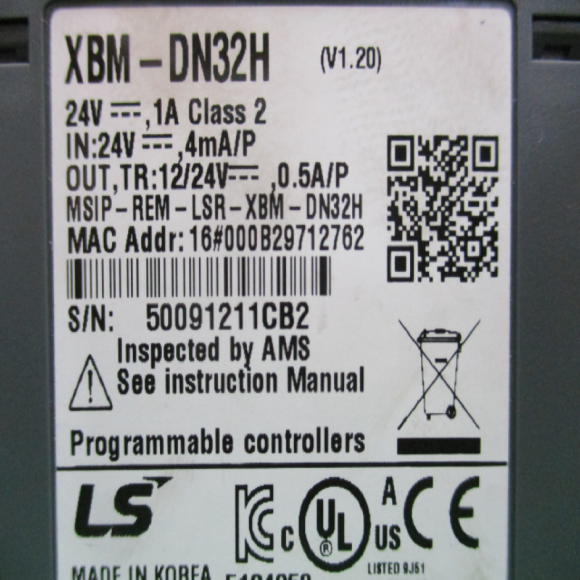 XBM-DN32H (V1.20)
24V ⎓,1A Class 2
IN:24V ⎓,4mA/P
OUT,TR:12/24V⎓ ,0.5A/P
MSIP-REM-LSR-XBM-DN32H
MAC Addr: 16#000B29712762
S/N: 50091211CB2
Inspected by AMS
See instruction Manual
Programmable controllers
LS KC c UL ® A US CE
LISTED 9J61
MADE IN KOREA